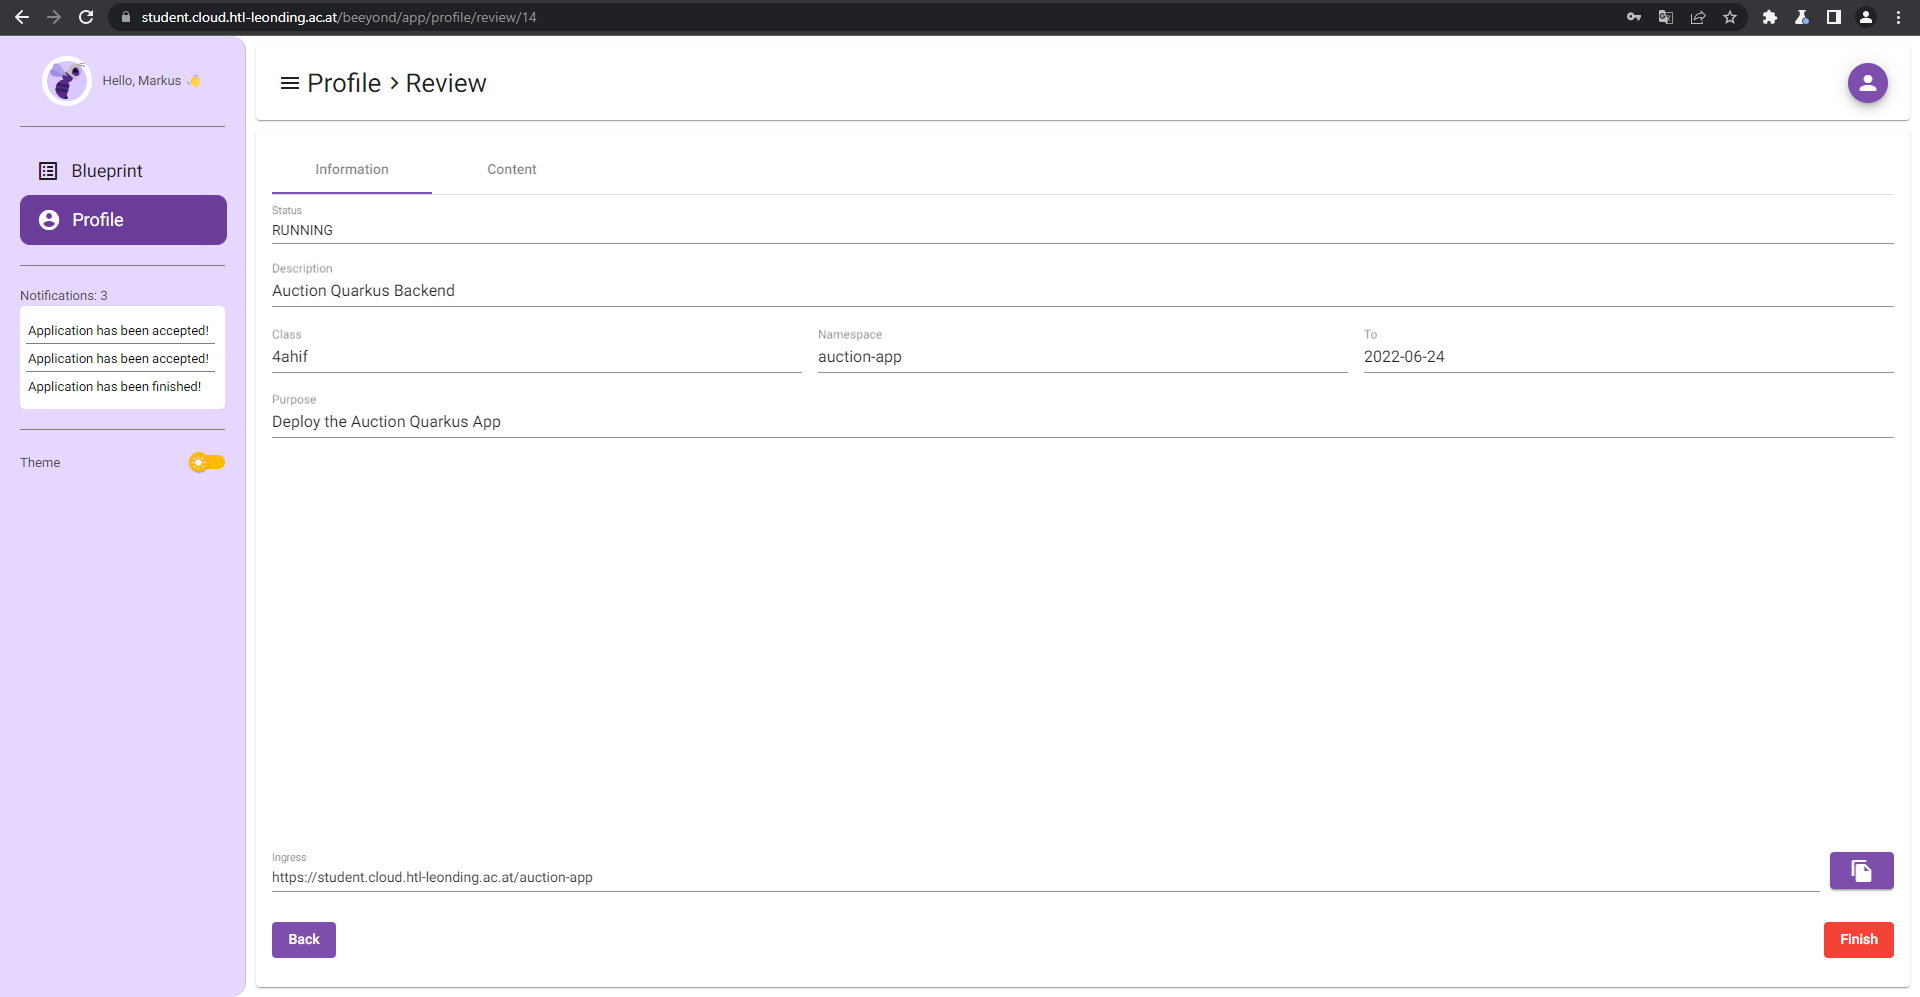 student.cloud.htl-leonding.ac.at/beeyond/app/profile/review/14
Hello, Markus 👋
Blueprint
Profile
Notifications: 3
Application has been accepted!
Application has been accepted!
Application has been finished!
Theme
Profile > Review
Information Content
Status
RUNNING
Description
Auction Quarkus Backend
Class Namespace To
4ahif auction-app 2022-06-24
Purpose
Deploy the Auction Quarkus App
Ingress
https://student.cloud.htl-leonding.ac.at/auction-app
Back Finish